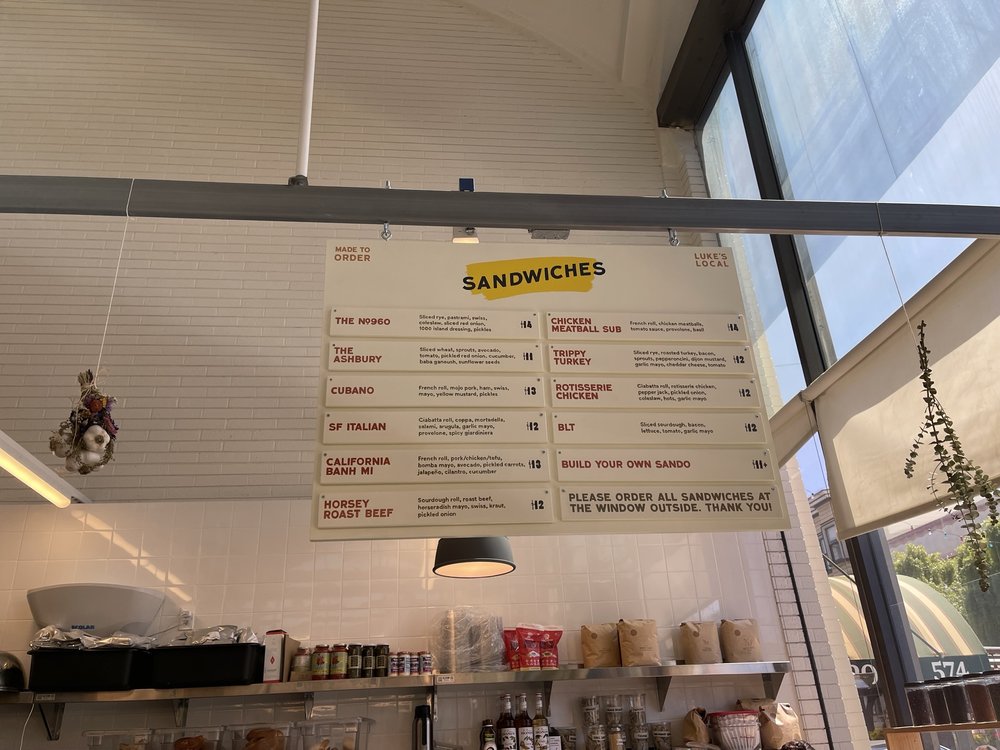 MADE TO
ORDER
SANDWICHES
LUKE'S
LOCAL
THE Nº960
Sliced rye, pastrami, swiss,
coleslaw, sliced red onion,
1000 island dressing, pickles
$14
THE
ASHBURY
Sliced wheat, sprouts, avocado,
tomato, pickled red onion, cucumber,
baba ganoush, sunflower seeds
$11
CUBANO
French roll, mojo pork, ham, swiss,
mayo, yellow mustard, pickles
$13
SF ITALIAN
Ciabatta roll, coppa, mortadella,
salami, arugula, garlic mayo,
provolone, spicy giardiniera
$12
CALIFORNIA
BANH MI
French roll, pork/chicken/tofu,
bomba mayo, avocado, pickled carrots,
jalapeño, cilantro, cucumber
$13
HORSEY
ROAST BEEF
Sourdough roll, roast beef,
horseradish mayo, swiss, kraut,
pickled onion
$12
CHICKEN
MEATBALL SUB
French roll, chicken meatballs,
tomato sauce, provolone, basil
$14
TRIPPY
TURKEY
Sliced rye, roasted turkey, bacon,
sprouts, pepperoncini, dijon mustard,
garlic mayo, cheddar cheese, tomato
$12
ROTISSERIE
CHICKEN
Ciabatta roll, rotisserie chicken,
pepper jack, pickled onion,
coleslaw, hots, garlic mayo
$12
BLT
Sliced sourdough, bacon,
lettuce, tomato, garlic mayo
$12
BUILD YOUR OWN SANDO
$11+
PLEASE ORDER ALL SANDWICHES AT
THE WINDOW OUTSIDE. THANK YOU!
ECOLAB
574